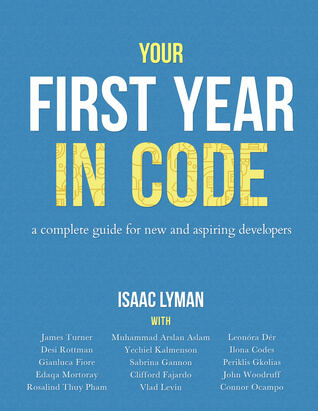 YOUR
FIRST YEAR
IN CODE
a complete guide for new and aspiring developers
ISAAC LYMAN
WITH
James Turner
Desi Rottman
Gianluca Fiore
Edaqa Mortoray
Rosalind Thuy Pham
Muhammad Arslan Aslam
Yechiel Kalmenson
Sabrina Gannon
Clifford Fajardo
Vlad Levin
Leonóra Dér
Ilona Codes
Periklis Gkolias
John Woodruff
Connor Ocampo